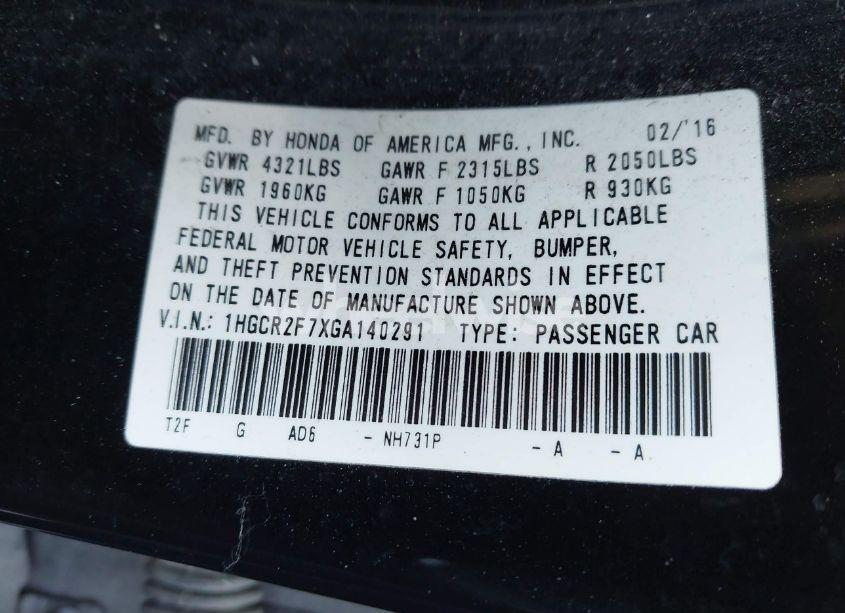 MFD. BY HONDA OF AMERICA MFG., INC. 02/'16
GVWR 4321LBS GAWR F 2315LBS R 2050LBS
GVWR 1960KG GAWR F 1050KG R 930KG
THIS VEHICLE CONFORMS TO ALL APPLICABLE
FEDERAL MOTOR VEHICLE SAFETY, BUMPER,
AND THEFT PREVENTION STANDARDS IN EFFECT
ON THE DATE OF MANUFACTURE SHOWN ABOVE.
V.I.N.: 1HGCR2F7XGA140291 TYPE: PASSENGER CAR
T2F G AD6 - NH731P - A - A